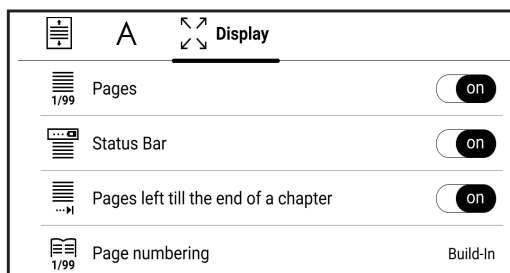 A Display
1/99 Pages on
Status Bar on
Pages left till the end of a chapter on
1/99 Page numbering Build-In